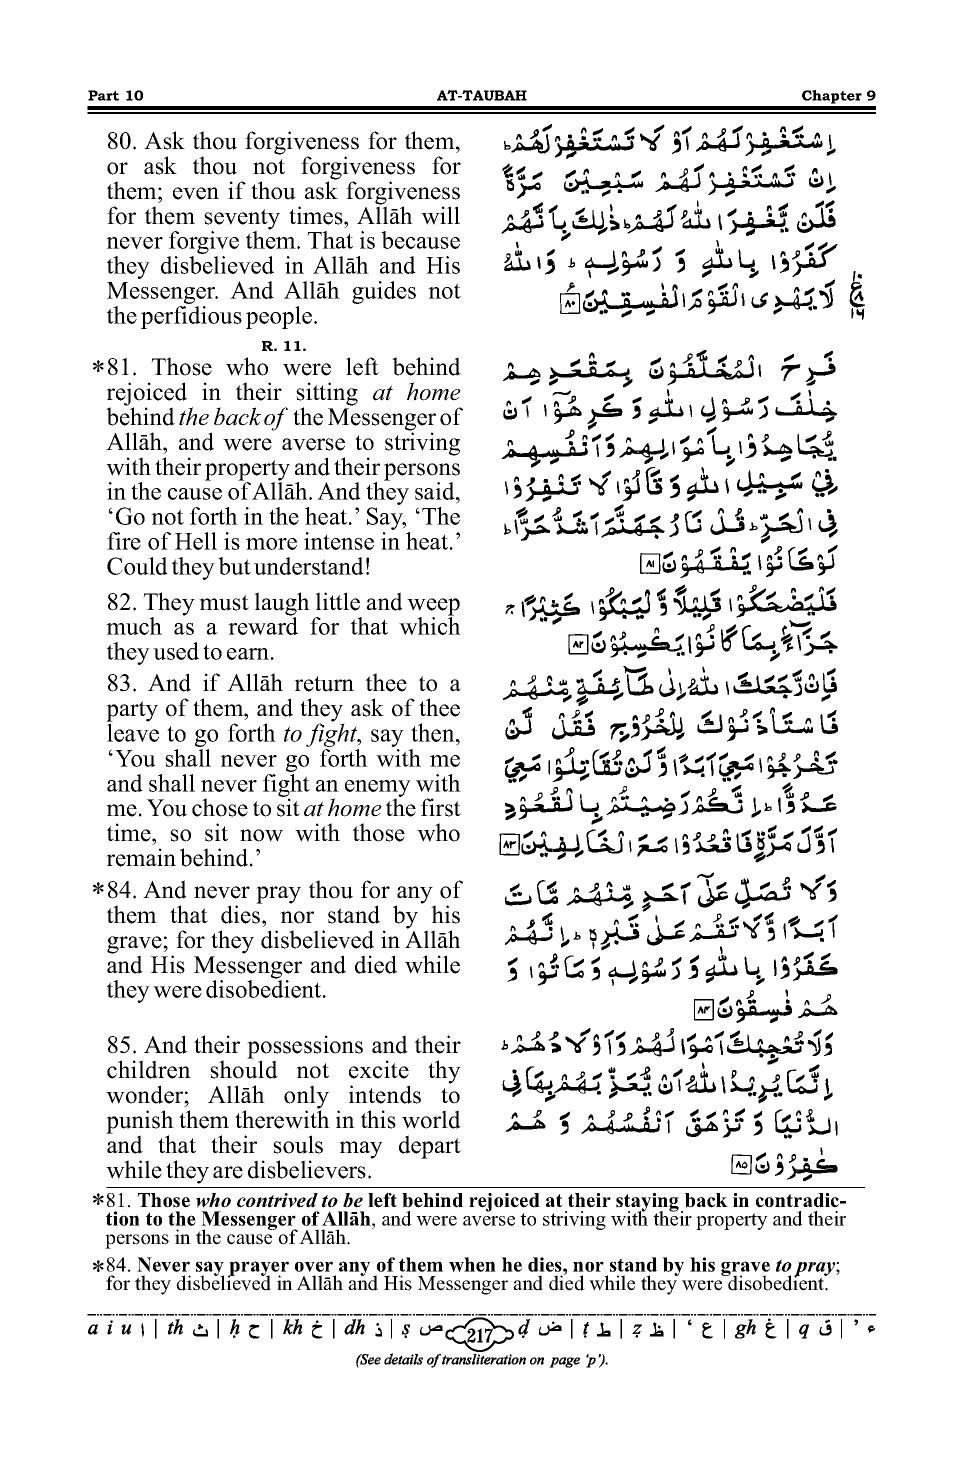 Part 10 AT-TAUBAH Chapter 9
80. Ask thou forgiveness for them,
or ask thou not forgiveness for
them; even if thou ask forgiveness
for them seventy times, Allāh will
never forgive them. That is because
they disbelieved in Allāh and His
Messenger. And Allāh guides not
the perfidious people.
R. 11.
*81. Those who were left behind
rejoiced in their sitting at home
behind the back of the Messenger of
Allāh, and were averse to striving
with their property and their persons
in the cause of Allāh. And they said,
‘Go not forth in the heat.’ Say, ‘The
fire of Hell is more intense in heat.’
Could they but understand!
82. They must laugh little and weep
much as a reward for that which
they used to earn.
83. And if Allāh return thee to a
party of them, and they ask of thee
leave to go forth to fight, say then,
‘You shall never go forth with me
and shall never fight an enemy with
me. You chose to sit at home the first
time, so sit now with those who
remain behind.’
*84. And never pray thou for any of
them that dies, nor stand by his
grave; for they disbelieved in Allāh
and His Messenger and died while
they were disobedient.
85. And their possessions and their
children should not excite thy
wonder; Allāh only intends to
punish them therewith in this world
and that their souls may depart
while they are disbelievers.
اِسْتَغْفِرْ لَهُمْ اَوْ لَا تَسْتَغْفِرْ لَهُمْ ؕ
اِنْ تَسْتَغْفِرْ لَهُمْ سَبْعِيْنَ مَرَّةً
فَلَنْ يَّغْفِرَ اللّٰهُ لَهُمْ ؕ ذٰلِكَ بِاَنَّهُمْ
كَفَرُوْا بِاللّٰهِ وَ رَسُوْلِهٖ ؕ وَ اللّٰهُ
لَا يَهْدِى الْقَوْمَ الْفٰسِقِيْنَ ۸۰
فَرِحَ الْمُخَلَّفُوْنَ بِمَقْعَدِهِمْ
خِلٰفَ رَسُوْلِ اللّٰهِ وَ كَرِهُوْۤا اَنْ
يُّجَاهِدُوْا بِاَمْوَالِهِمْ وَ اَنْفُسِهِمْ
فِيْ سَبِيْلِ اللّٰهِ وَ قَالُوْا لَا تَنْفِرُوْا
فِى الْحَرِّ ؕ قُلْ نَارُ جَهَنَّمَ اَشَدُّ حَرًّا ؕ
لَوْ كَانُوْا يَفْقَهُوْنَ ۸۱
فَلْيَضْحَكُوْا قَلِيْلًا وَّ لْيَبْكُوْا كَثِيْرًا ۚ
جَزَآءًۢ بِمَا كَانُوْا يَكْسِبُوْنَ ۸۲
فَاِنْ رَّجَعَكَ اللّٰهُ اِلٰى طَآئِفَةٍ مِّنْهُمْ
فَاسْتَاْذَنُوْكَ لِلْخُرُوْجِ فَقُلْ لَّنْ
تَخْرُجُوْا مَعِيَ اَبَدًا وَّ لَنْ تُقَاتِلُوْا مَعِيَ
عَدُوًّا ؕ اِنَّكُمْ رَضِيْتُمْ بِالْقُعُوْدِ
اَوَّلَ مَرَّةٍ فَاقْعُدُوْا مَعَ الْخَالِفِيْنَ ۸۳
وَ لَا تُصَلِّ عَلٰۤى اَحَدٍ مِّنْهُمْ مَّاتَ
اَبَدًا وَّ لَا تَقُمْ عَلٰى قَبْرِهٖ ؕ اِنَّهُمْ
كَفَرُوْا بِاللّٰهِ وَ رَسُوْلِهٖ وَ مَاتُوْا وَ
هُمْ فٰسِقُوْنَ ۸۴
وَ لَا تُعْجِبْكَ اَمْوَالُهُمْ وَ اَوْلَادُهُمْ ؕ
اِنَّمَا يُرِيْدُ اللّٰهُ اَنْ يُّعَذِّبَهُمْ بِهَا فِى
الدُّنْيَا وَ تَزْهَقَ اَنْفُسُهُمْ وَ هُمْ
كٰفِرُوْنَ ۸۵
*81. Those who contrived to be left behind rejoiced at their staying back in contradic-
tion to the Messenger of Allāh, and were averse to striving with their property and their
persons in the cause of Allāh.
*84. Never say prayer over any of them when he dies, nor stand by his grave to pray;
for they disbelieved in Allāh and His Messenger and died while they were disobedient.
a i u ا | th ث | ḥ ح | kh خ | dh ذ | ṣ ص 217 ḍ ض | ṭ ط | ẓ ظ | ‘ ع | gh غ | q ق | ’ ء
(See details of transliteration on page ‘p’).